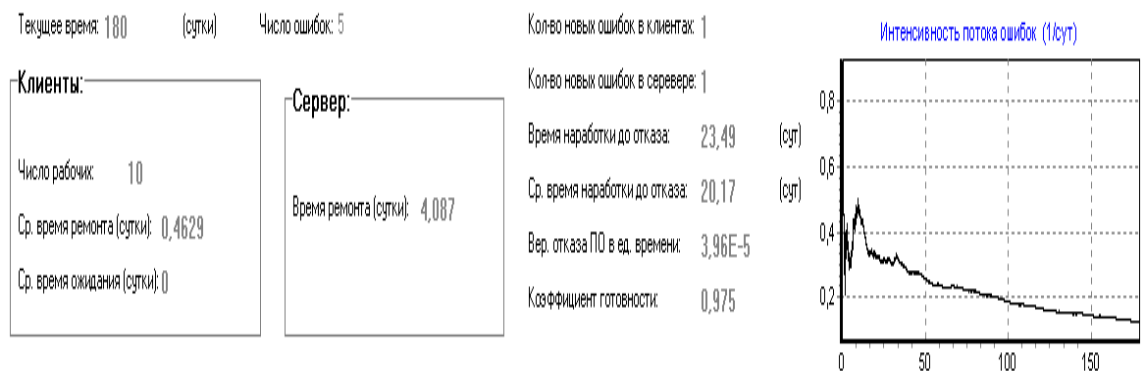 Текущее время: 180 (сутки) Число ошибок: 5
Клиенты:
Число рабочих: 10
Ср. время ремонта (сутки): 0,4629
Ср. время ожидания (сутки): 0
Сервер:
Время ремонта (сутки): 4,087
Кол-во новых ошибок в клиентах: 1
Кол-во новых ошибок в серевере: 1
Время наработки до отказа: 23,49 (сут)
Ср. время наработки до отказа: 20,17 (сут)
Вер. отказа ПО в ед. времени: 3,96E-5
Коэффициент готовности: 0,975
Интенсивность потока ошибок (1/сут)
0,8
0,6
0,4
0,2
0 50 100 150